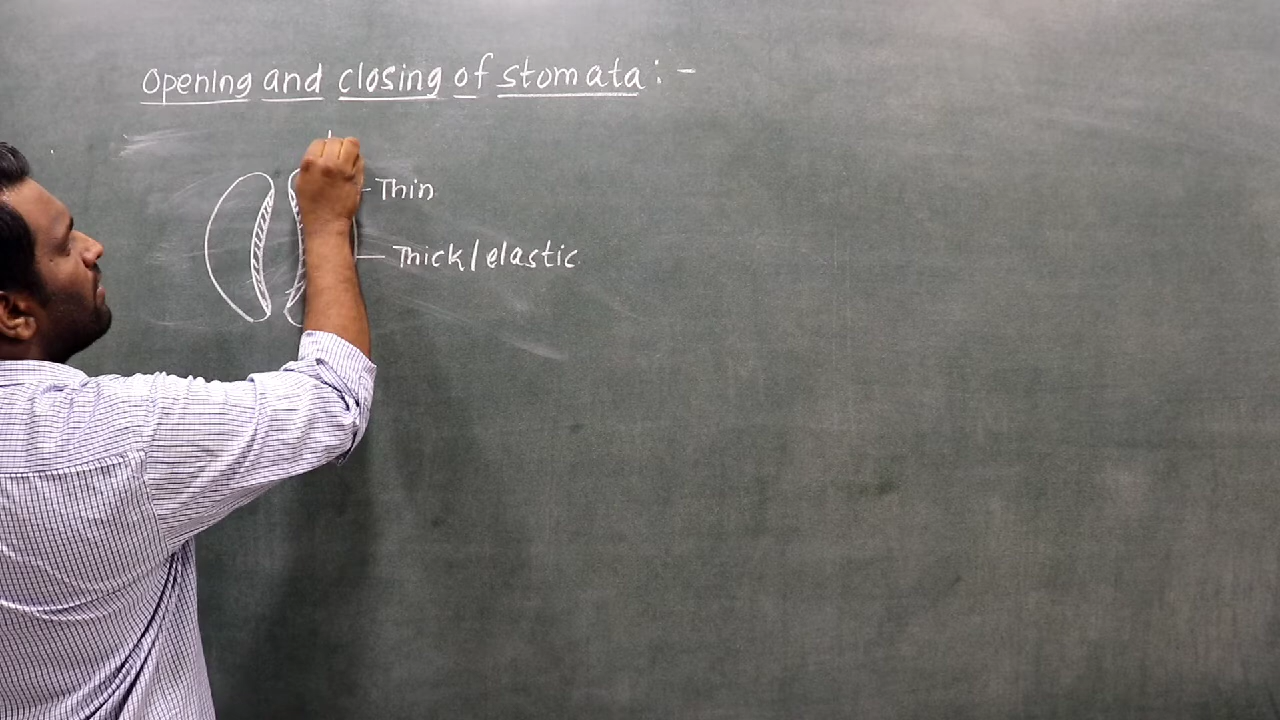 Opening and closing of stomata :-
Thin
Thick/elastic